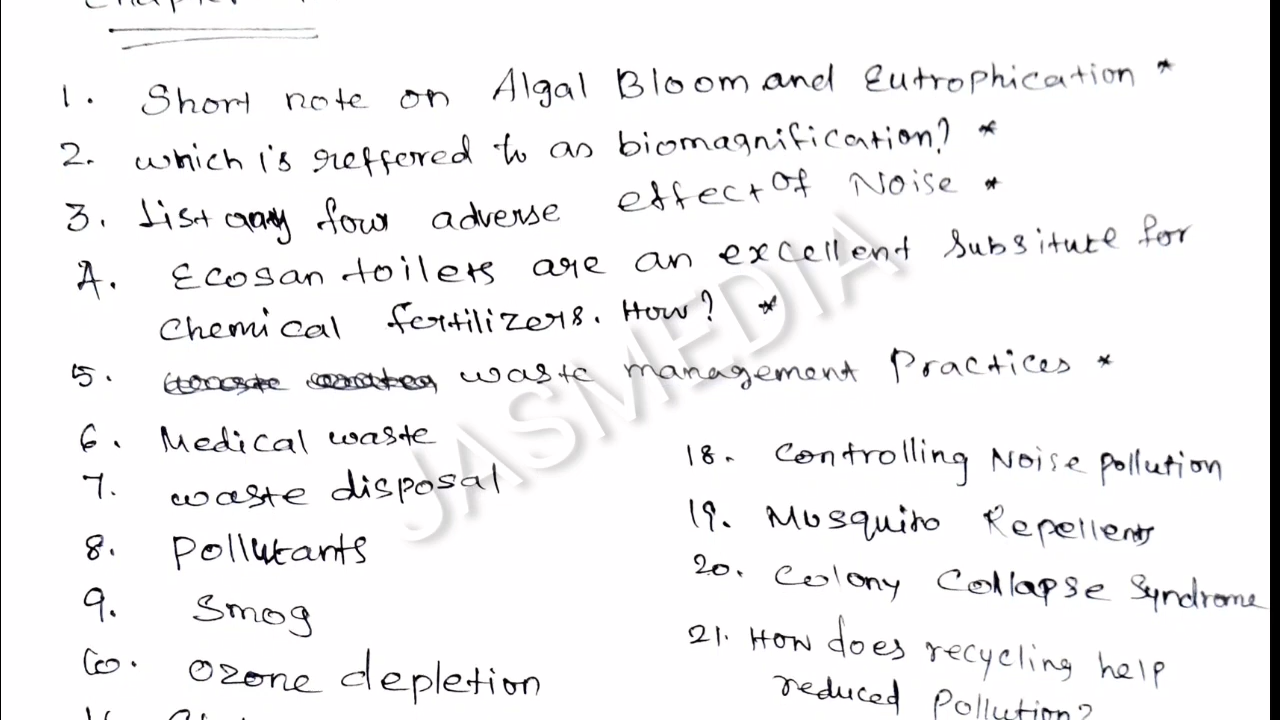 1. Short note on Algal Bloom and Eutrophication *
2. which is reffered to as biomagnification? *
3. List any four adverse effect of Noise *
4. Ecosan toilets are an excellent Subsitute for
Chemical fertilizers. How? *
5. waste management Practices *
6. Medical waste
7. waste disposal
8. Pollutants
9. Smog
10. Ozone depletion
18. Controlling Noise pollution
19. Mosquito Repellents
20. Colony Collapse Syndrome
21. How does recycling help
reduced Pollution?
JASMEDIA